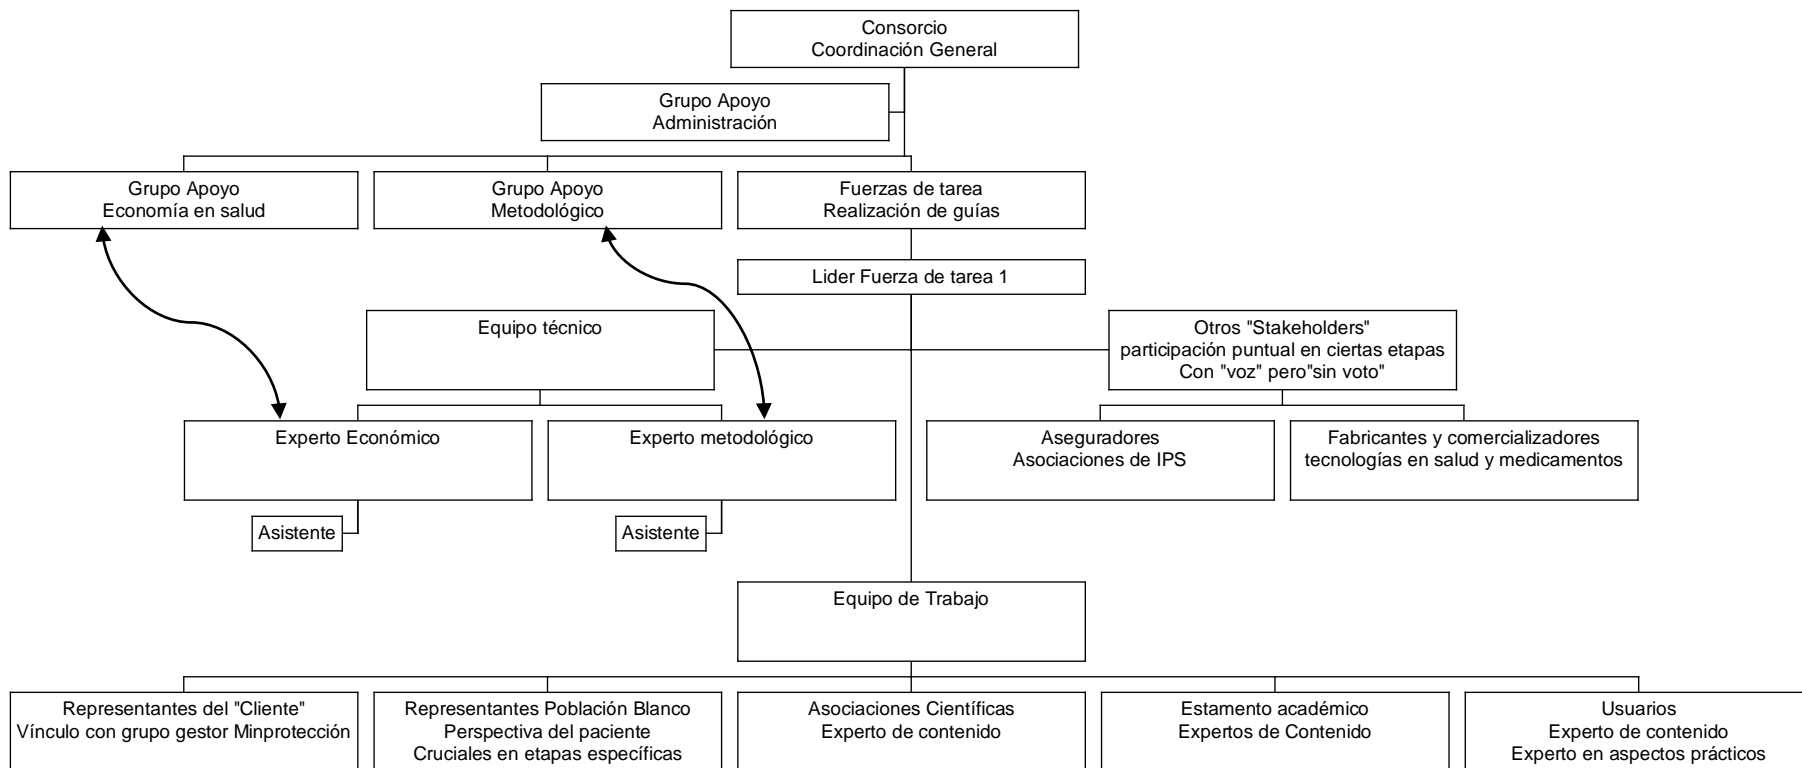 Consorcio
Coordinación General
Grupo Apoyo
Administración
Grupo Apoyo
Economía en salud
Grupo Apoyo
Metodológico
Fuerzas de tarea
Realización de guías
Lider Fuerza de tarea 1
Equipo técnico
Otros "Stakeholders"
participación puntual en ciertas etapas
Con "voz" pero"sin voto"
Experto Económico
Experto metodológico
Aseguradores
Asociaciones de IPS
Fabricantes y comercializadores
tecnologías en salud y medicamentos
Asistente
Asistente
Equipo de Trabajo
Representantes del "Cliente"
Vínculo con grupo gestor Minprotección
Representantes Población Blanco
Perspectiva del paciente
Cruciales en etapas específicas
Asociaciones Científicas
Experto de contenido
Estamento académico
Expertos de Contenido
Usuarios
Experto de contenido
Experto en aspectos prácticos